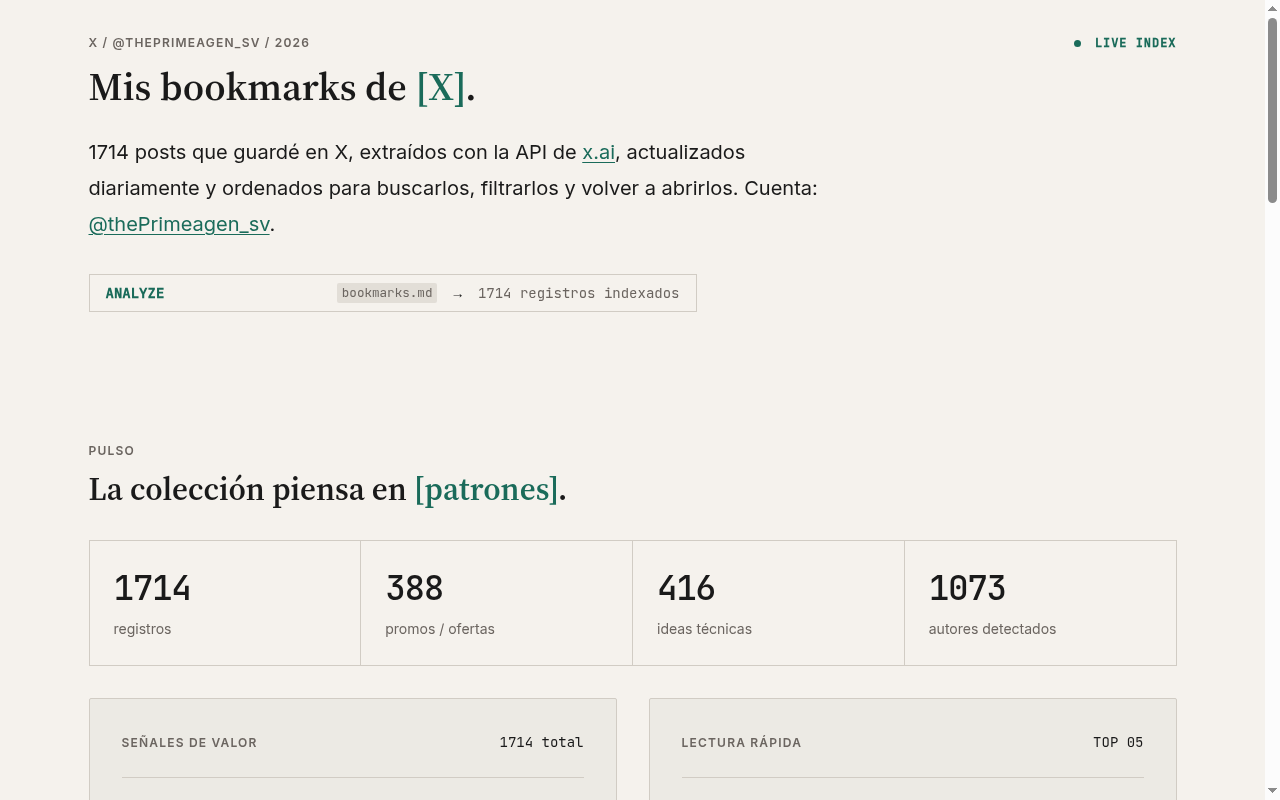 X / @THEPRIMEAGEN_SV / 2026
LIVE INDEX
Mis bookmarks de [X].
1714 posts que guardé en X, extraídos con la API de x.ai, actualizados
diariamente y ordenados para buscarlos, filtrarlos y volver a abrirlos. Cuenta:
@thePrimeagen_sv.
ANALYZE bookmarks.md → 1714 registros indexados
PULSO
La colección piensa en [patrones].
1714
registros
388
promos / ofertas
416
ideas técnicas
1073
autores detectados
SEÑALES DE VALOR 1714 total
LECTURA RÁPIDA TOP 05